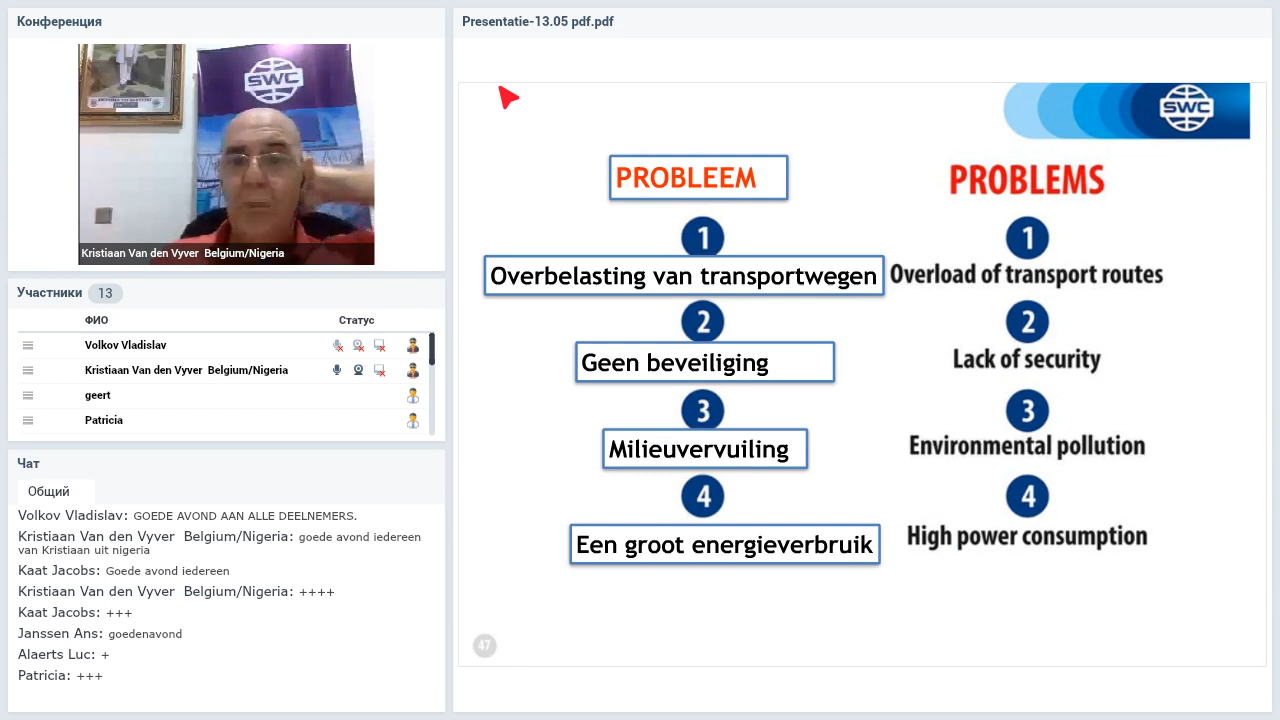 Конференция
SWC
Kristiaan Van den Vyver  Belgium/Nigeria
Участники 13
ФИО Статус
Volkov Vladislav
Kristiaan Van den Vyver  Belgium/Nigeria
geert
Patricia
Чат
Общий
Volkov Vladislav: GOEDE AVOND AAN ALLE DEELNEMERS.
Kristiaan Van den Vyver  Belgium/Nigeria: goede avond iedereen
van Kristiaan uit nigeria
Kaat Jacobs: Goede avond iedereen
Kristiaan Van den Vyver  Belgium/Nigeria: ++++
Kaat Jacobs: +++
Janssen Ans: goedenavond
Alaerts Luc: +
Patricia: +++
Presentatie-13.05 pdf.pdf
SWC
PROBLEEM
1
Overbelasting van transportwegen
2
Geen beveiliging
3
Milieuvervuiling
4
Een groot energieverbruik
PROBLEMS
1
Overload of transport routes
2
Lack of security
3
Environmental pollution
4
High power consumption
47